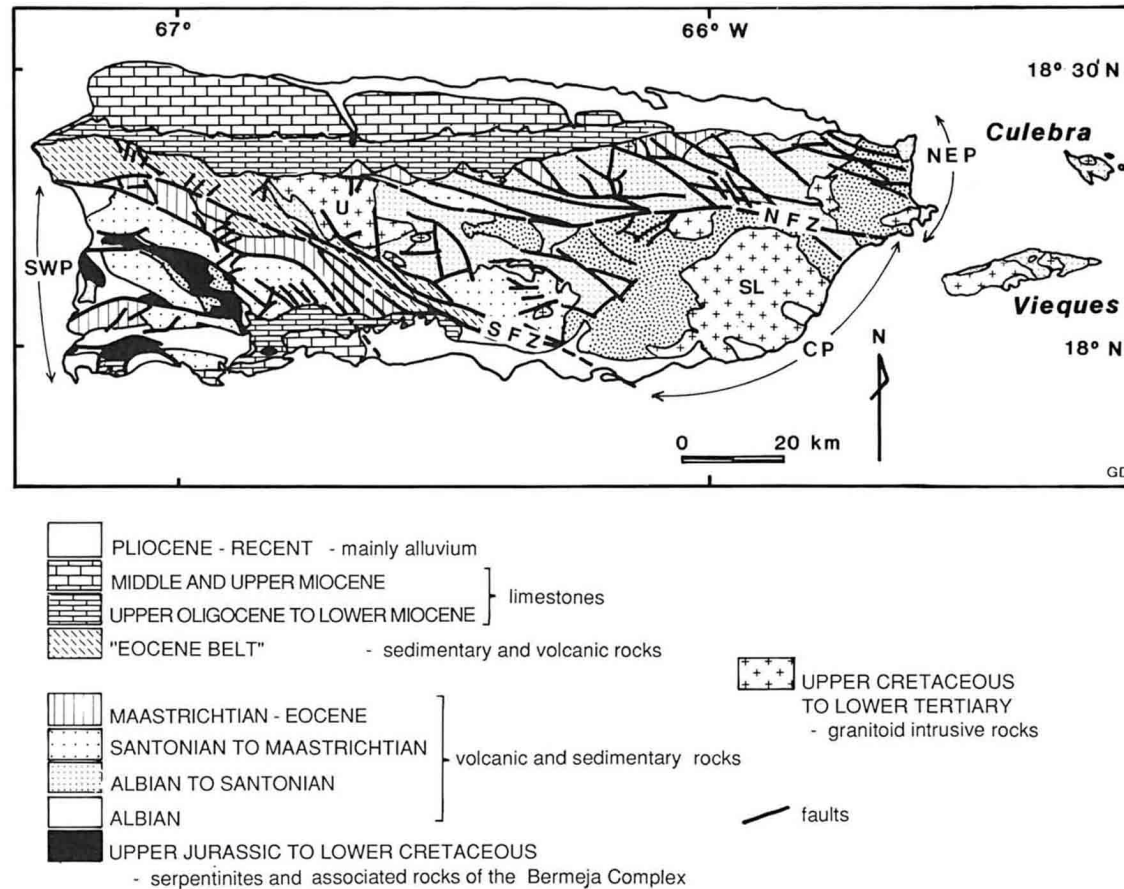 67°
66° W
18° 30' N
Culebra
NEP
U
NFZ
SWP
SL
Vieques
SFZ
18° N
CP
N
0 20 km
GD
PLIOCENE - RECENT - mainly alluvium
MIDDLE AND UPPER MIOCENE
limestones
UPPER OLIGOCENE TO LOWER MIOCENE
"EOCENE BELT" - sedimentary and volcanic rocks
UPPER CRETACEOUS
TO LOWER TERTIARY
- granitoid intrusive rocks
MAASTRICHTIAN - EOCENE
SANTONIAN TO MAASTRICHTIAN
volcanic and sedimentary rocks
ALBIAN TO SANTONIAN
ALBIAN
faults
UPPER JURASSIC TO LOWER CRETACEOUS
- serpentinites and associated rocks of the Bermeja Complex